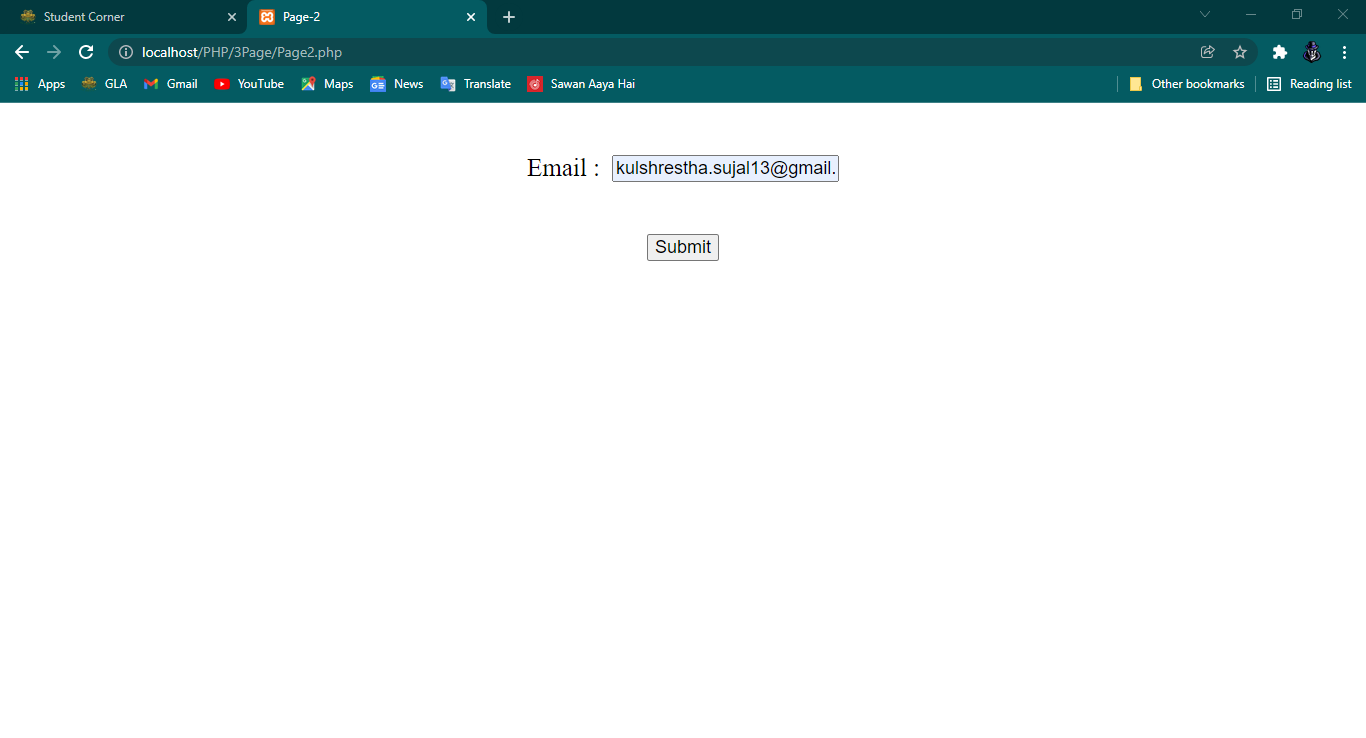 Student Corner
Page-2
localhost/PHP/3Page/Page2.php
Apps GLA Gmail YouTube Maps News Translate Sawan Aaya Hai Other bookmarks Reading list
Email : kulshrestha.sujal13@gmail.
Submit